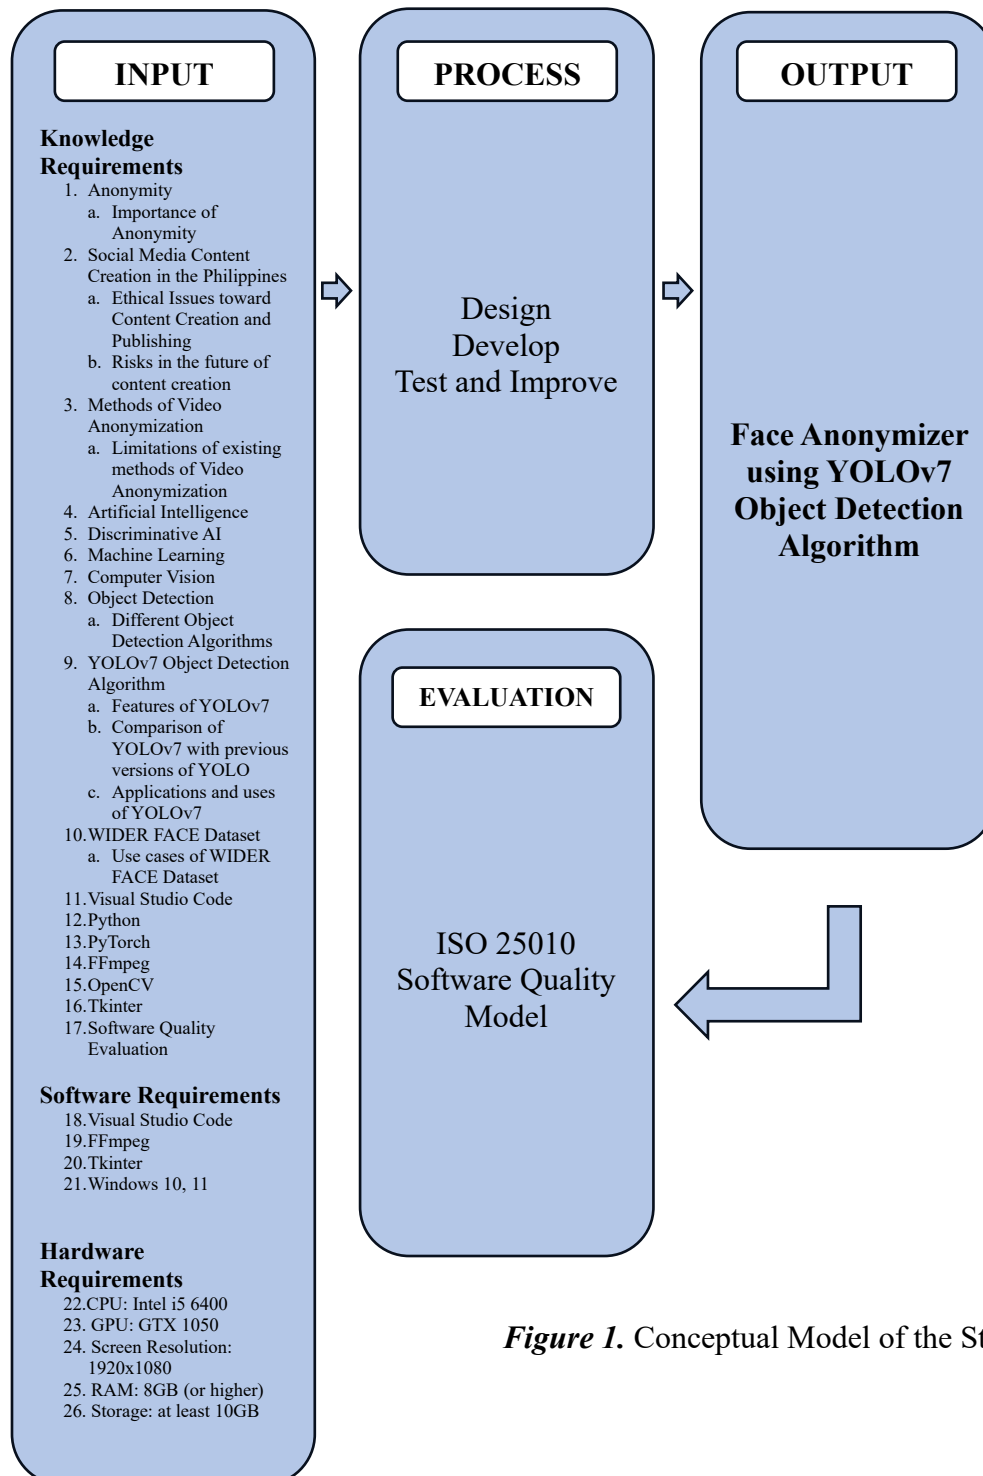 INPUT
Knowledge
Requirements
1. Anonymity
a. Importance of
Anonymity
2. Social Media Content
Creation in the Philippines
a. Ethical Issues toward
Content Creation and
Publishing
b. Risks in the future of
content creation
3. Methods of Video
Anonymization
a. Limitations of existing
methods of Video
Anonymization
4. Artificial Intelligence
5. Discriminative AI
6. Machine Learning
7. Computer Vision
8. Object Detection
a. Different Object
Detection Algorithms
9. YOLOv7 Object Detection
Algorithm
a. Features of YOLOv7
b. Comparison of
YOLOv7 with previous
versions of YOLO
c. Applications and uses
of YOLOv7
10.WIDER FACE Dataset
a. Use cases of WIDER
FACE Dataset
11.Visual Studio Code
12.Python
13.PyTorch
14.FFmpeg
15.OpenCV
16.Tkinter
17.Software Quality
Evaluation
Software Requirements
18.Visual Studio Code
19.FFmpeg
20.Tkinter
21.Windows 10, 11
Hardware
Requirements
22.CPU: Intel i5 6400
23. GPU: GTX 1050
24. Screen Resolution:
1920x1080
25. RAM: 8GB (or higher)
26. Storage: at least 10GB
PROCESS
Design
Develop
Test and Improve
OUTPUT
Face Anonymizer
using YOLOv7
Object Detection
Algorithm
EVALUATION
ISO 25010
Software Quality
Model
Figure 1. Conceptual Model of the